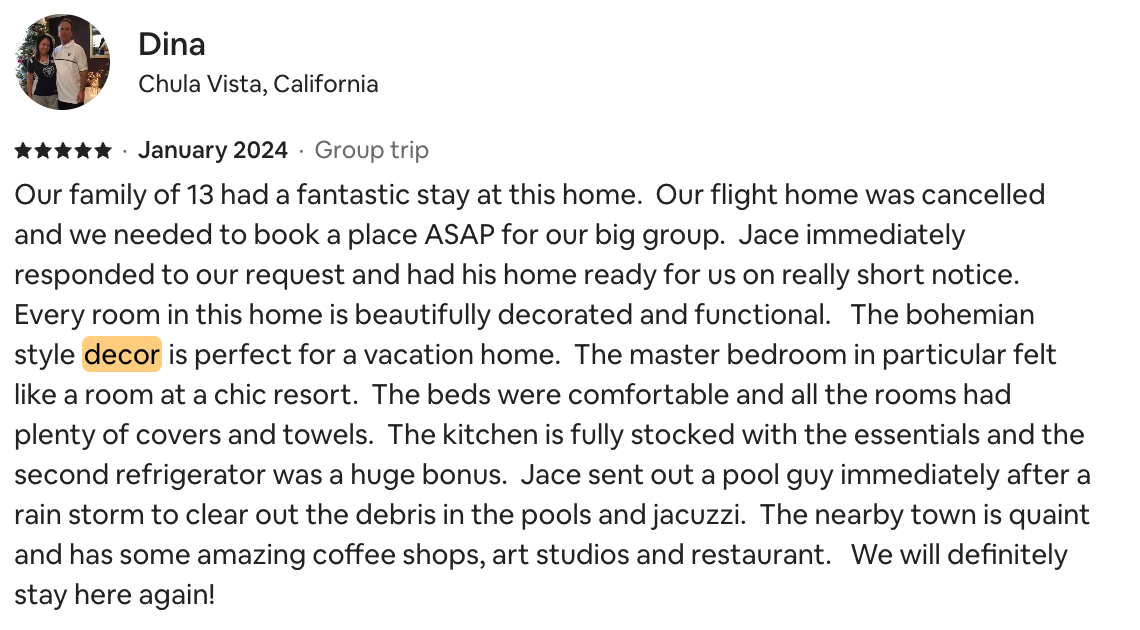 Dina
Chula Vista, California
★★★★★ · January 2024 · Group trip
Our family of 13 had a fantastic stay at this home.  Our flight home was cancelled
and we needed to book a place ASAP for our big group.  Jace immediately
responded to our request and had his home ready for us on really short notice.
Every room in this home is beautifully decorated and functional.   The bohemian
style decor is perfect for a vacation home.  The master bedroom in particular felt
like a room at a chic resort.  The beds were comfortable and all the rooms had
plenty of covers and towels.  The kitchen is fully stocked with the essentials and the
second refrigerator was a huge bonus.  Jace sent out a pool guy immediately after a
rain storm to clear out the debris in the pools and jacuzzi.  The nearby town is quaint
and has some amazing coffee shops, art studios and restaurant.   We will definitely
stay here again!